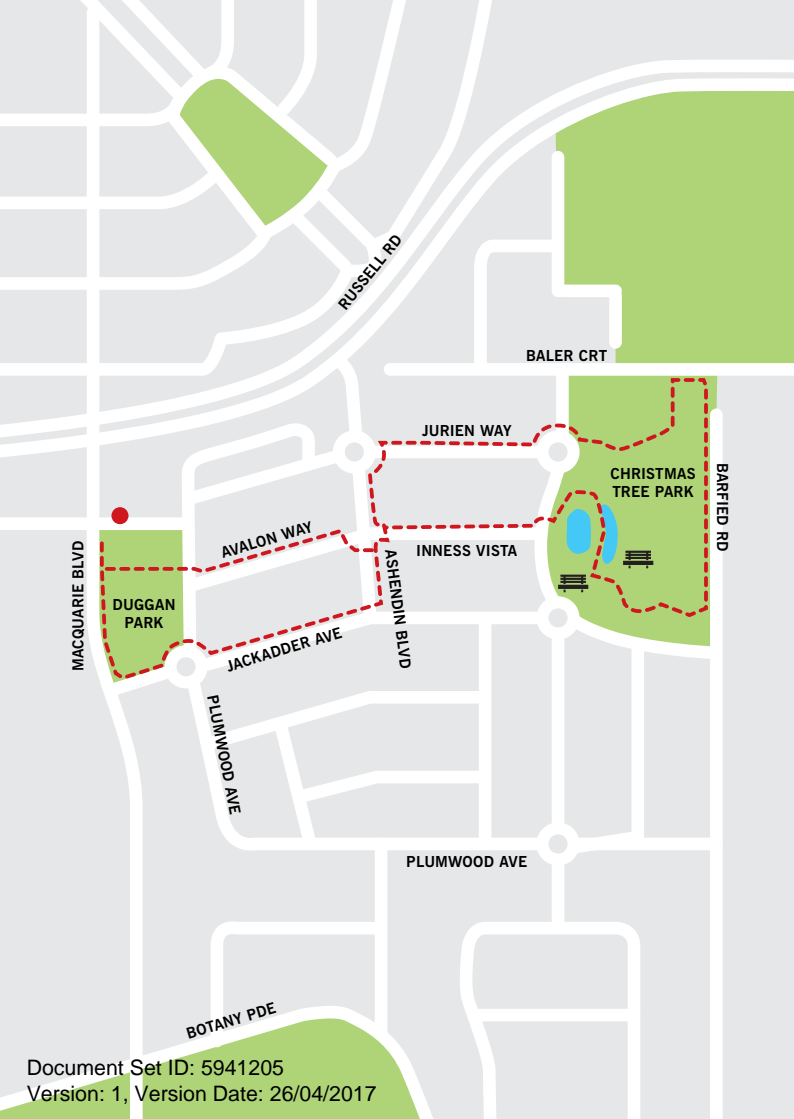 RUSSELL RD
BALER CRT
JURIEN WAY
CHRISTMAS
TREE PARK
BARFIED RD
AVALON WAY
INNESS VISTA
MACQUARIE BLVD
ASHENDIN BLVD
DUGGAN
PARK
JACKADDER AVE
PLUMWOOD AVE
PLUMWOOD AVE
BOTANY PDE
Document Set ID: 5941205
Version: 1, Version Date: 26/04/2017